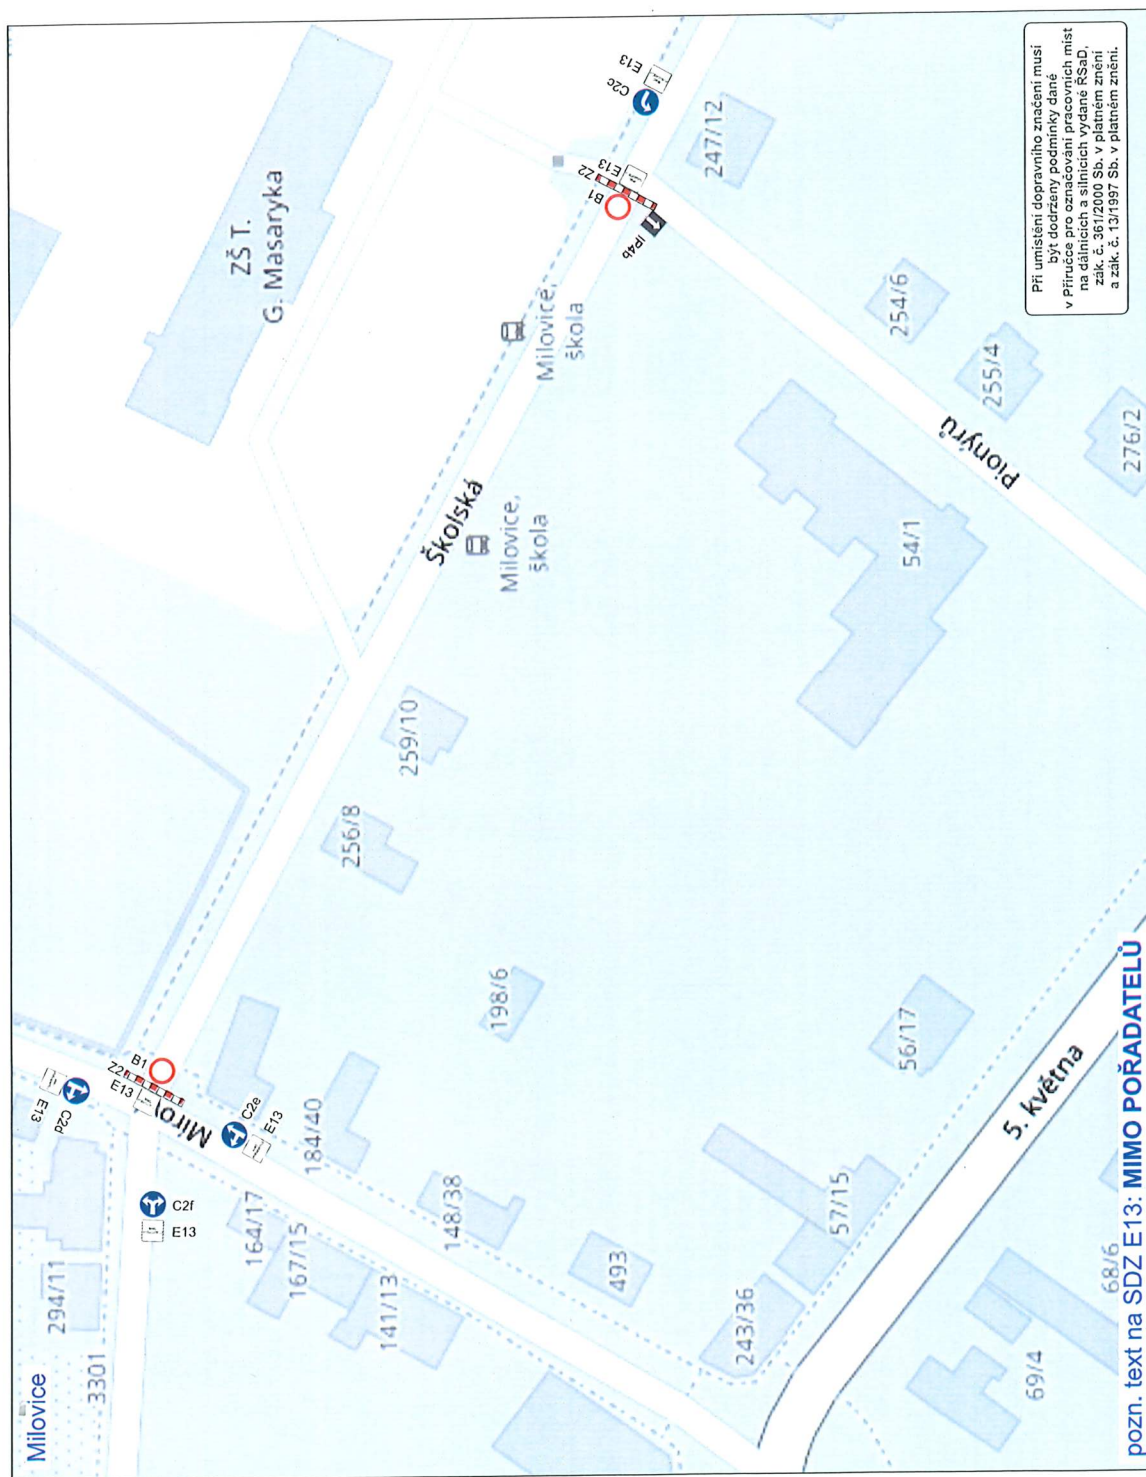 Milovice
3301
294/11
E13
C2d
C2f
E13
Z2
B1
E13
C2e
E13
164/17
167/15
141/13
184/40
148/38
493
243/36
57/15
69/4
68/6
5. května
56/17
198/6
256/8
259/10
Školská
Milovice,
škola
Milovice,
škola
ZŠ T.
G. Masaryka
54/1
Pionýrů
276/2
255/4
254/6
247/12
B1
Z2
E13
IP4b
C2c
E13
Při umístění dopravního značení musí
být dodrženy podmínky dané
v Příručce pro označování pracovních míst
na dálnicích a silnicích vydané ŘSaD,
zák. č. 361/2000 Sb. v platném znění
a zák. č. 13/1997 Sb. v platném znění.
pozn. text na SDZ E13: MIMO POŘADATELŮ